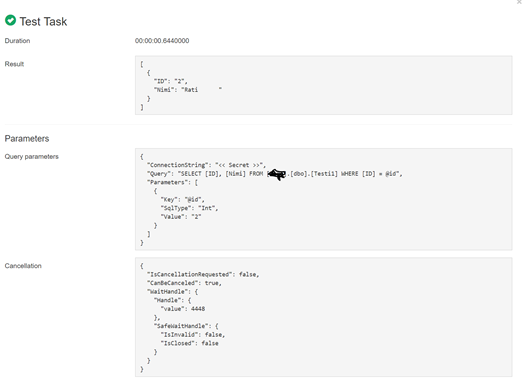 Test Task
Duration
00:00:00.6440000
Result
[
{
"ID": "2",
"Nimi": "Rati      "
}
]
Parameters
Query parameters
{
"ConnectionString": "<< Secret >>",
"Query": "SELECT [ID], [Nimi] FROM [.[dbo].[Testi1] WHERE [ID] = @id",
"Parameters": [
{
"Key": "@id",
"SqlType": "Int",
"Value": "2"
}
]
}
Cancellation
{
"IsCancellationRequested": false,
"CanBeCanceled": true,
"WaitHandle": {
"Handle": {
"value": 4448
},
"SafeWaitHandle": {
"IsInvalid": false,
"IsClosed": false
}
}
}